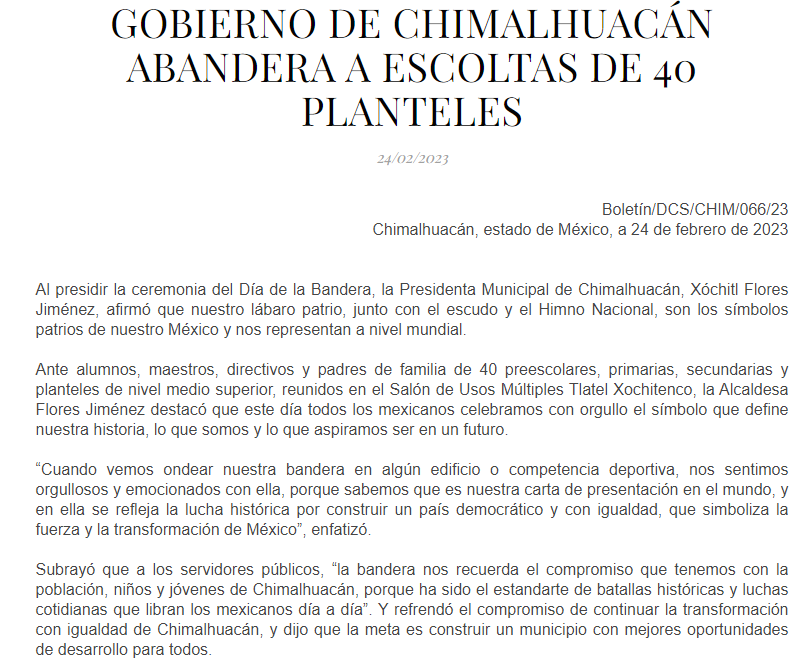 GOBIERNO DE CHIMALHUACÁN
ABANDERA A ESCOLTAS DE 40
PLANTELES
24/02/2023
Boletín/DCS/CHIM/066/23
Chimalhuacán, estado de México, a 24 de febrero de 2023
Al presidir la ceremonia del Día de la Bandera, la Presidenta Municipal de Chimalhuacán, Xóchitl Flores
Jiménez, afirmó que nuestro lábaro patrio, junto con el escudo y el Himno Nacional, son los símbolos
patrios de nuestro México y nos representan a nivel mundial.
Ante alumnos, maestros, directivos y padres de familia de 40 preescolares, primarias, secundarias y
planteles de nivel medio superior, reunidos en el Salón de Usos Múltiples Tlatel Xochitenco, la Alcaldesa
Flores Jiménez destacó que este día todos los mexicanos celebramos con orgullo el símbolo que define
nuestra historia, lo que somos y lo que aspiramos ser en un futuro.
“Cuando vemos ondear nuestra bandera en algún edificio o competencia deportiva, nos sentimos
orgullosos y emocionados con ella, porque sabemos que es nuestra carta de presentación en el mundo, y
en ella se refleja la lucha histórica por construir un país democrático y con igualdad, que simboliza la
fuerza y la transformación de México”, enfatizó.
Subrayó que a los servidores públicos, “la bandera nos recuerda el compromiso que tenemos con la
población, niños y jóvenes de Chimalhuacán, porque ha sido el estandarte de batallas históricas y luchas
cotidianas que libran los mexicanos día a día”. Y refrendó el compromiso de continuar la transformación
con igualdad de Chimalhuacán, y dijo que la meta es construir un municipio con mejores oportunidades
de desarrollo para todos.